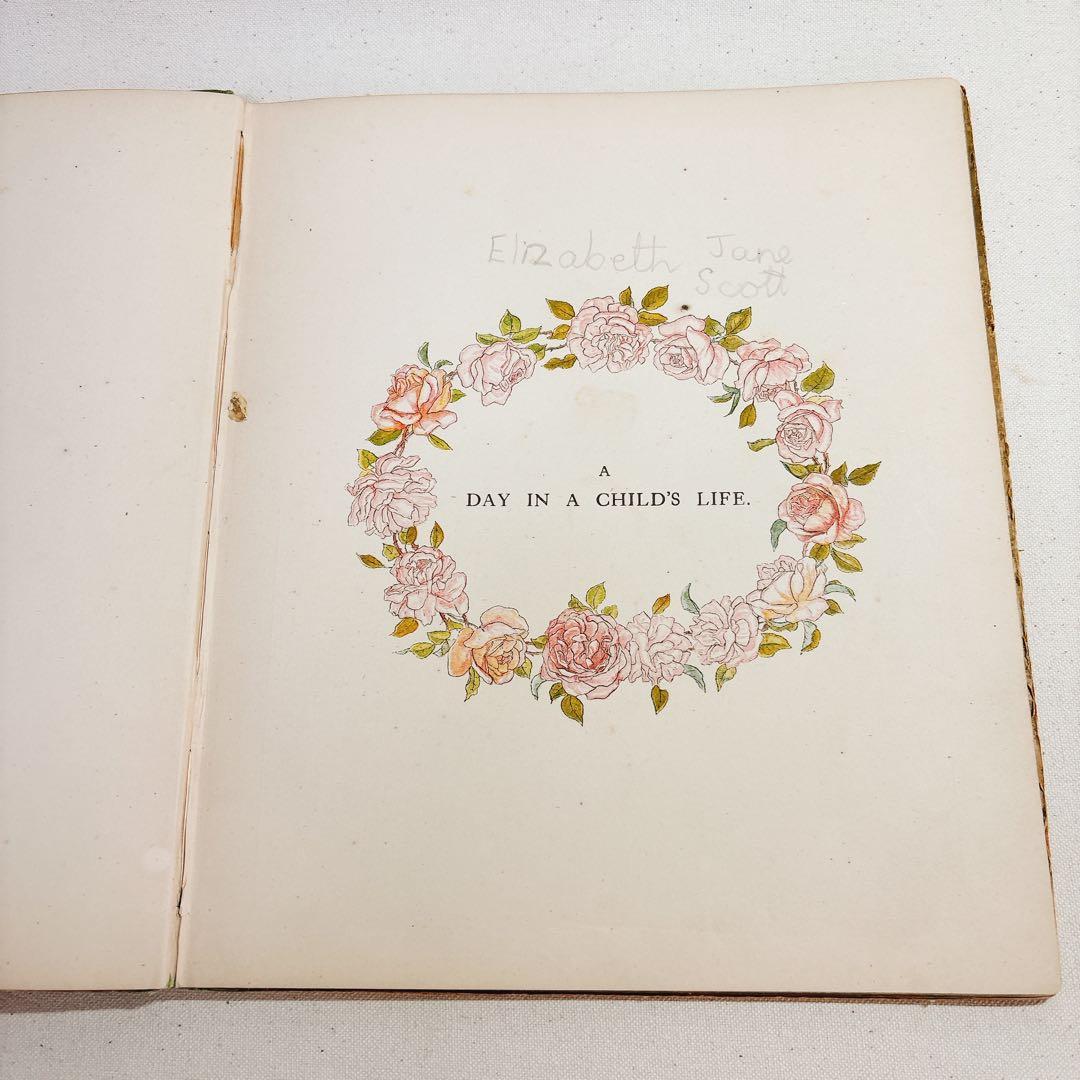 Elizabeth Jane
Scott
A
DAY IN A CHILD'S LIFE.